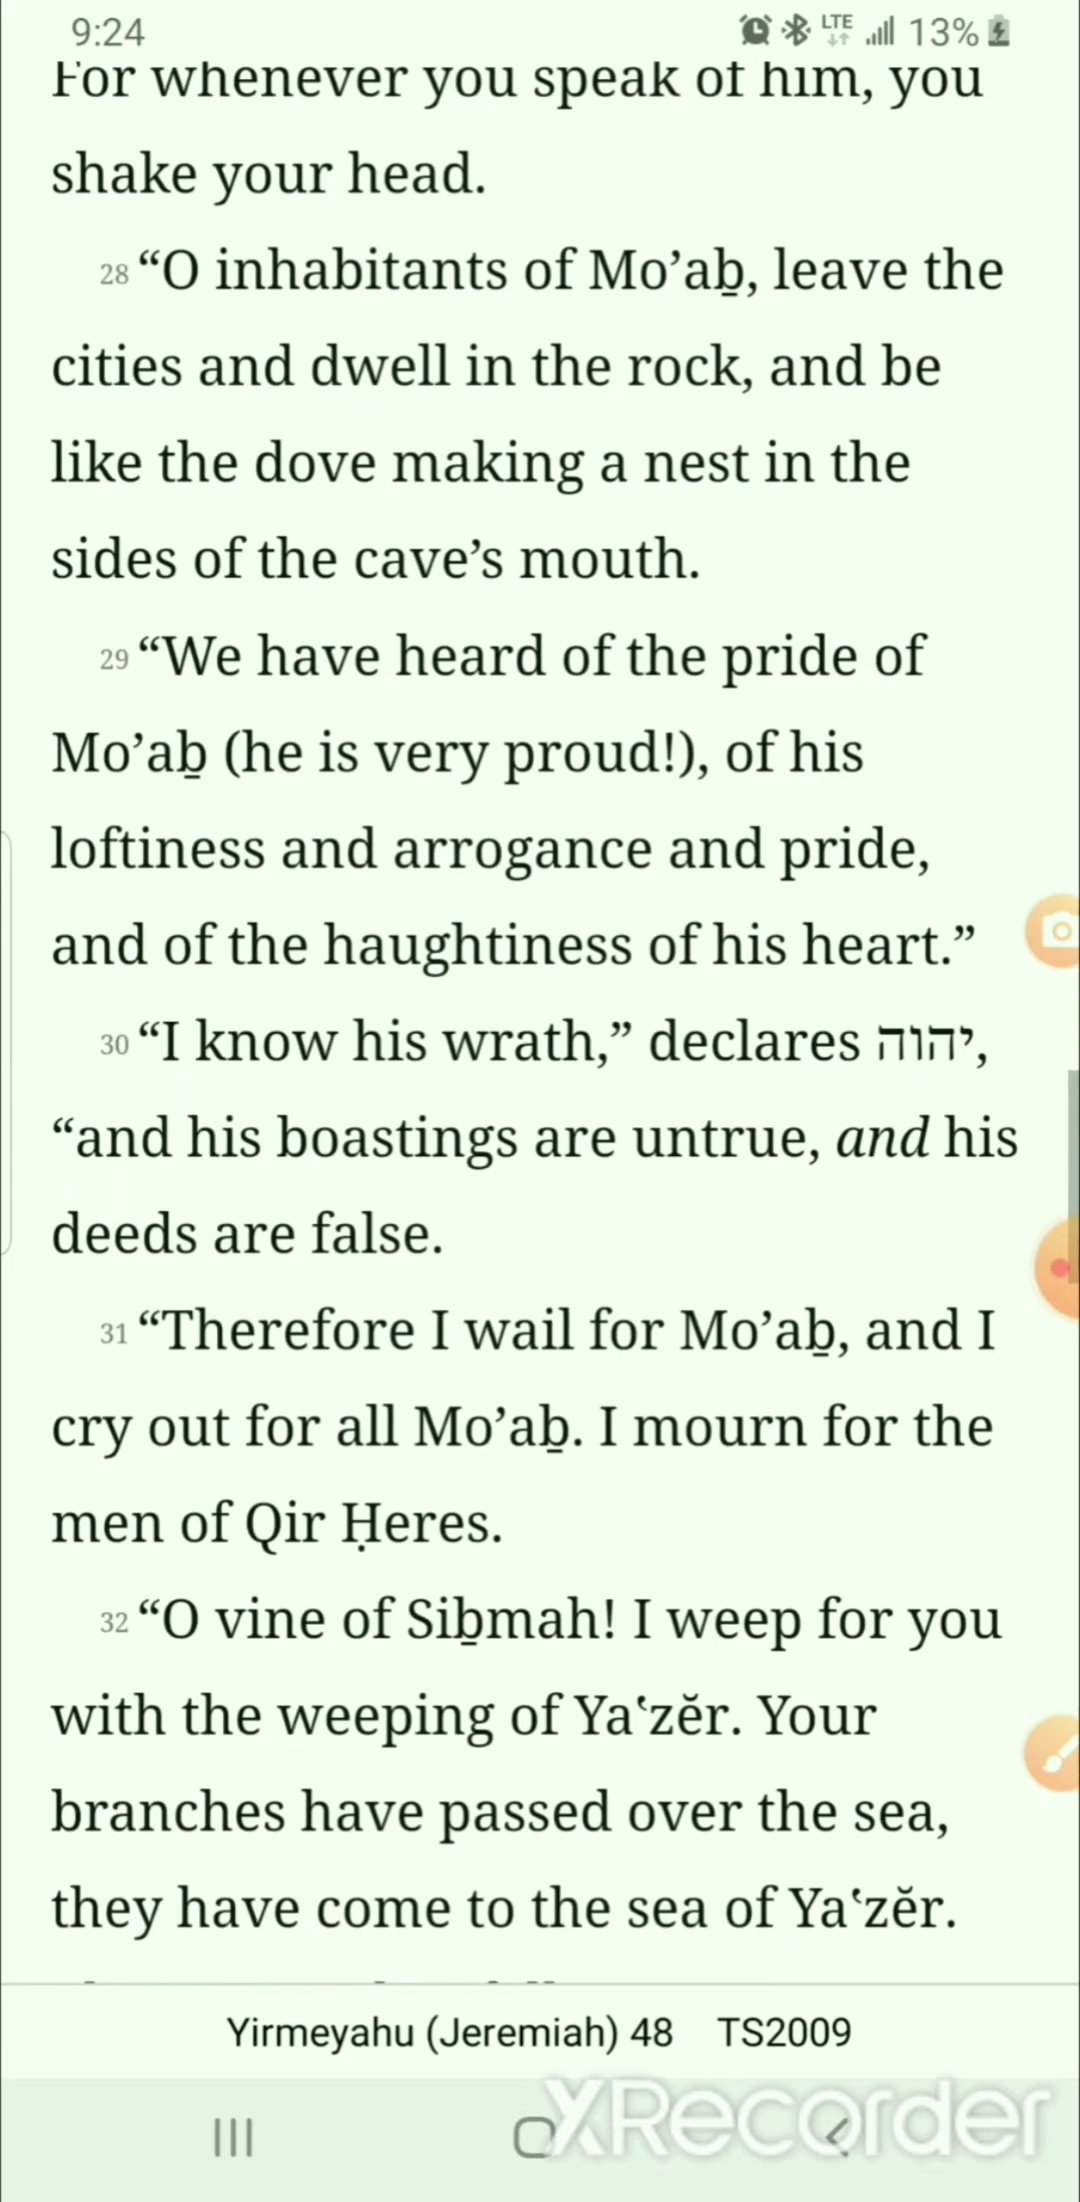 9:24 LTE 13%
For whenever you speak of him, you
shake your head.
28 “O inhabitants of Mo’aḇ, leave the
cities and dwell in the rock, and be
like the dove making a nest in the
sides of the cave’s mouth.
29 “We have heard of the pride of
Mo’aḇ (he is very proud!), of his
loftiness and arrogance and pride,
and of the haughtiness of his heart.”
30 “I know his wrath,” declares יהוה,
“and his boastings are untrue, and his
deeds are false.
31 “Therefore I wail for Mo’aḇ, and I
cry out for all Mo’aḇ. I mourn for the
men of Qir Ḥeres.
32 “O vine of Siḇmah! I weep for you
with the weeping of Yaʽzĕr. Your
branches have passed over the sea,
they have come to the sea of Yaʽzĕr.
Yirmeyahu (Jeremiah) 48 TS2009
XRecorder